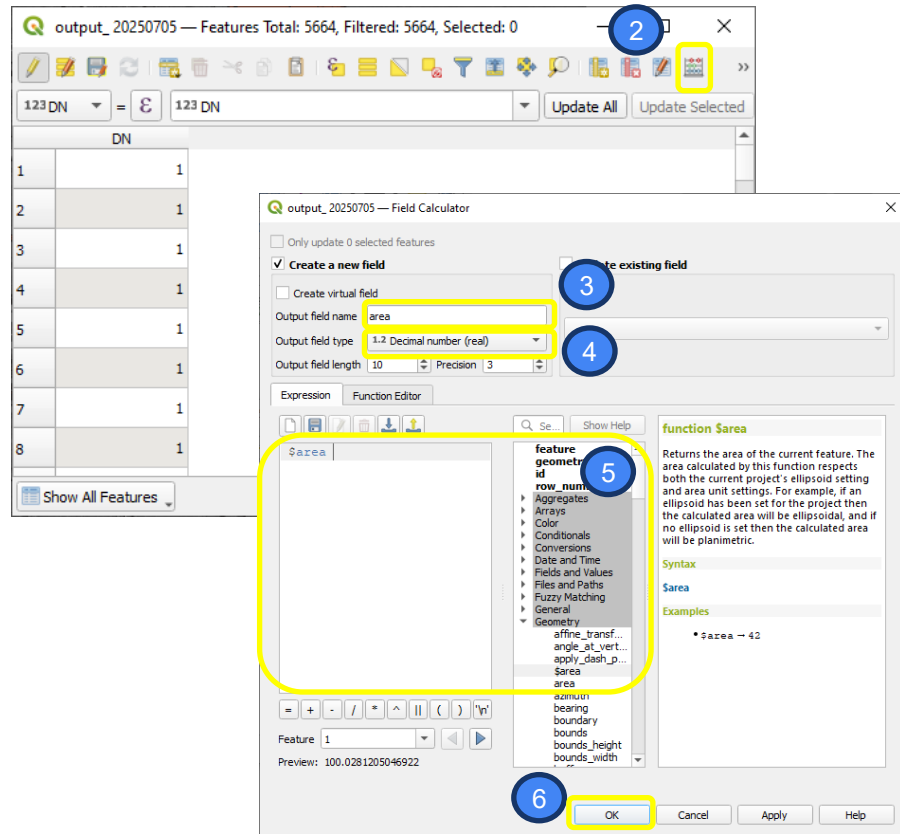 output_ 20250705 — Features Total: 5664, Filtered: 5664, Selected: 0
2
»
123 DN = ε 123 DN Update All Update Selected
DN
1 1
2 1
3 1
4 1
5 1
6 1
7 1
8 1
Show All Features
output_ 20250705 — Field Calculator
Only update 0 selected features
Create a new field
existing field
3
Create virtual field
Output field name area
Output field type 1.2 Decimal number (real)
4
Output field length 10 Precision 3
Expression Function Editor
Se... Show Help
$area
5
feature
id
Aggregates
Arrays
Color
Conditionals
Conversions
Date and Time
Fields and Values
Files and Paths
Fuzzy Matching
General
Geometry
affine_transf...
angle_at_vert...
apply_dash_p...
$area
area
azimuth
bearing
boundary
bounds
bounds_height
bounds_width
function $area
Returns the area of the current feature. The
area calculated by this function respects
both the current project's ellipsoid setting
and area unit settings. For example, if an
ellipsoid has been set for the project then
the calculated area will be ellipsoidal, and if
no ellipsoid is set then the calculated area
will be planimetric.
Syntax
$area
Examples
• $area → 42
= + - / * ^ || ( ) '\n'
Feature 1
Preview: 100.0281205046922
6
OK Cancel Apply Help